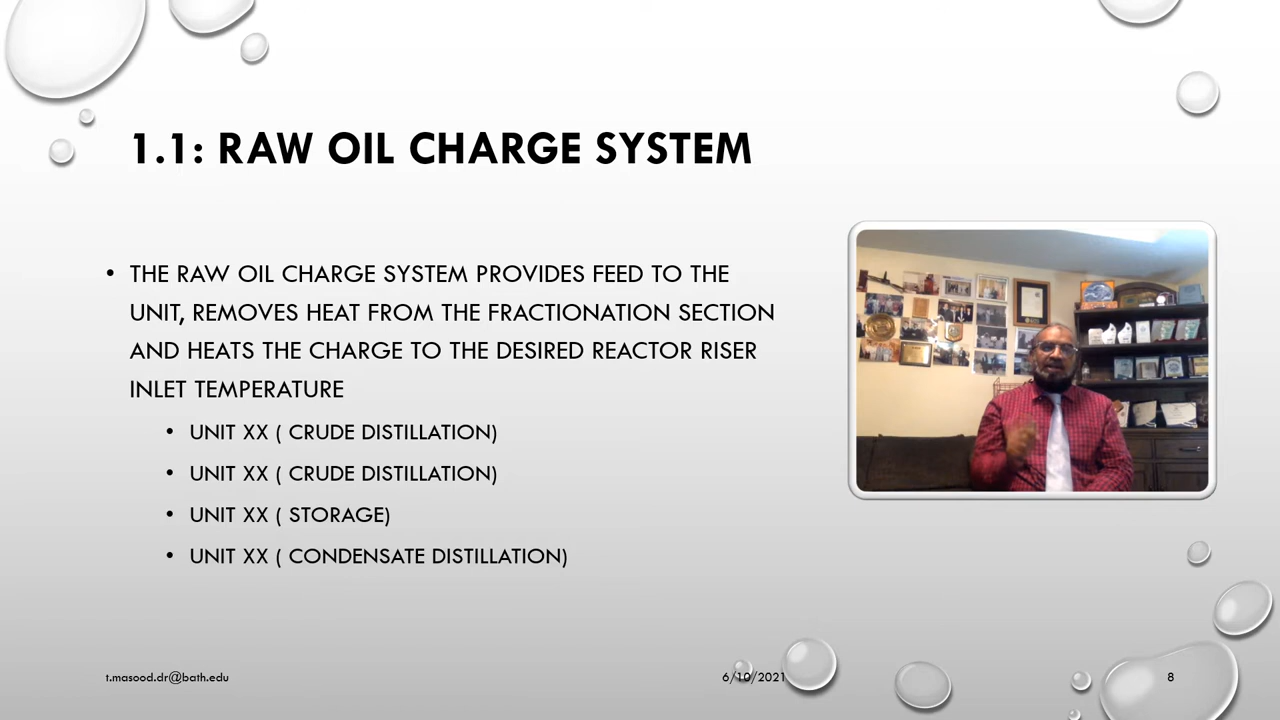 1.1: RAW OIL CHARGE SYSTEM
• THE RAW OIL CHARGE SYSTEM PROVIDES FEED TO THE
UNIT, REMOVES HEAT FROM THE FRACTIONATION SECTION
AND HEATS THE CHARGE TO THE DESIRED REACTOR RISER
INLET TEMPERATURE
• UNIT XX ( CRUDE DISTILLATION)
• UNIT XX ( CRUDE DISTILLATION)
• UNIT XX ( STORAGE)
• UNIT XX ( CONDENSATE DISTILLATION)
t.masood.dr@bath.edu
6/10/2021
8